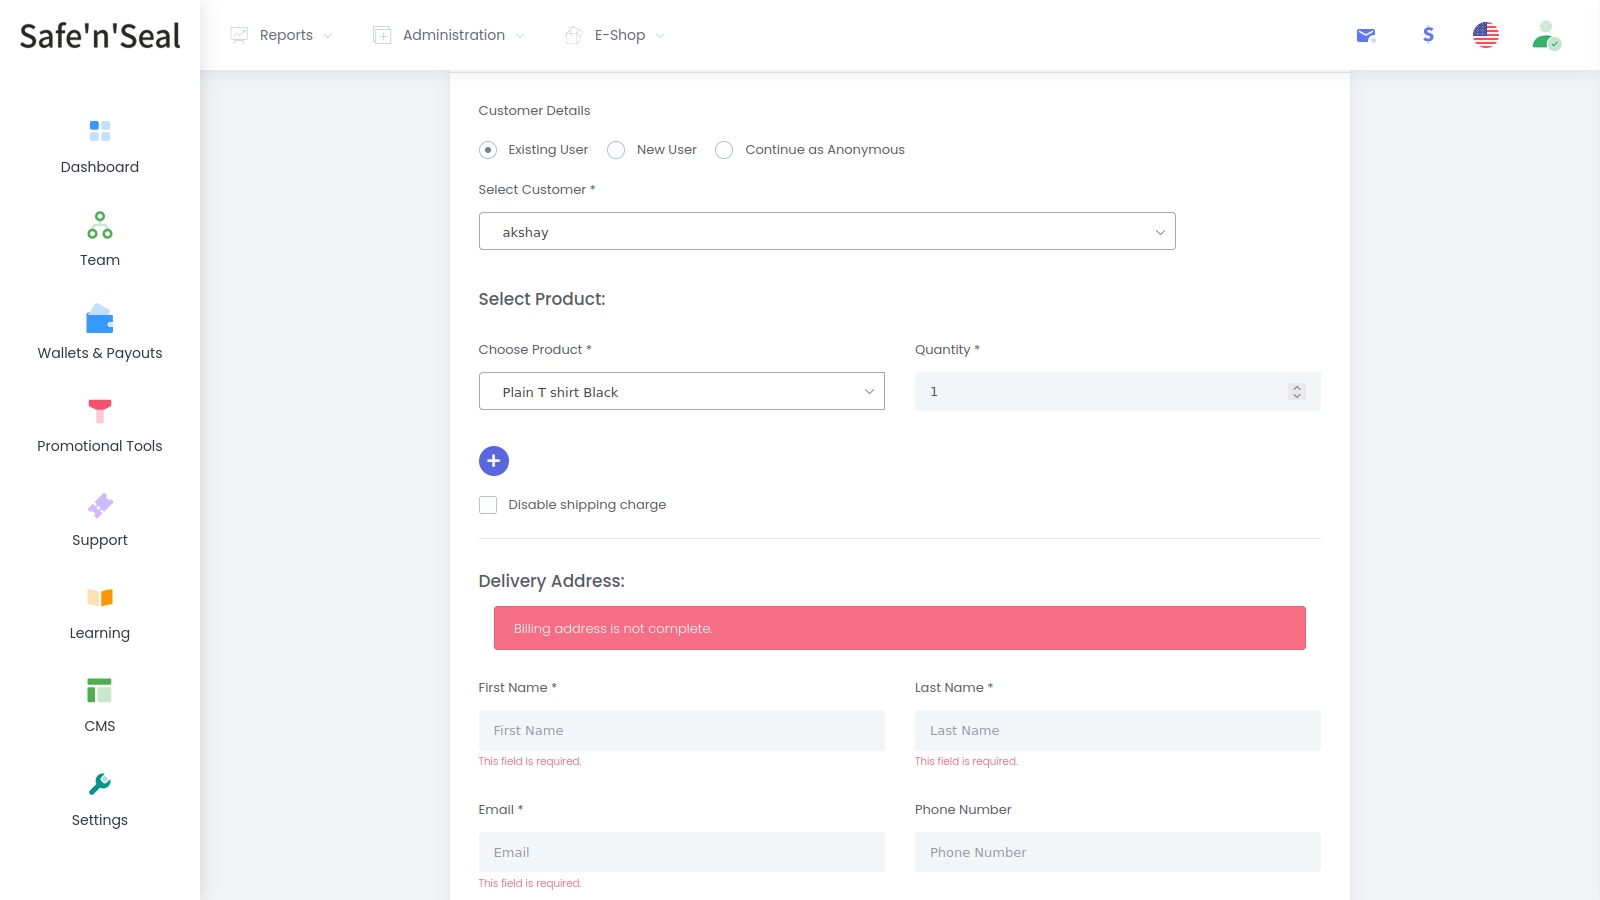 Safe'n'Seal
Reports
Administration
E-Shop
$
Dashboard
Team
Wallets & Payouts
Promotional Tools
Support
Learning
CMS
Settings
Customer Details
Existing User
New User
Continue as Anonymous
Select Customer *
akshay
Select Product:
Choose Product *
Quantity *
Plain T shirt Black
1
Disable shipping charge
Delivery Address:
Billing address is not complete.
First Name *
Last Name *
First Name
Last Name
This field is required.
This field is required.
Email *
Phone Number
Email
Phone Number
This field is required.